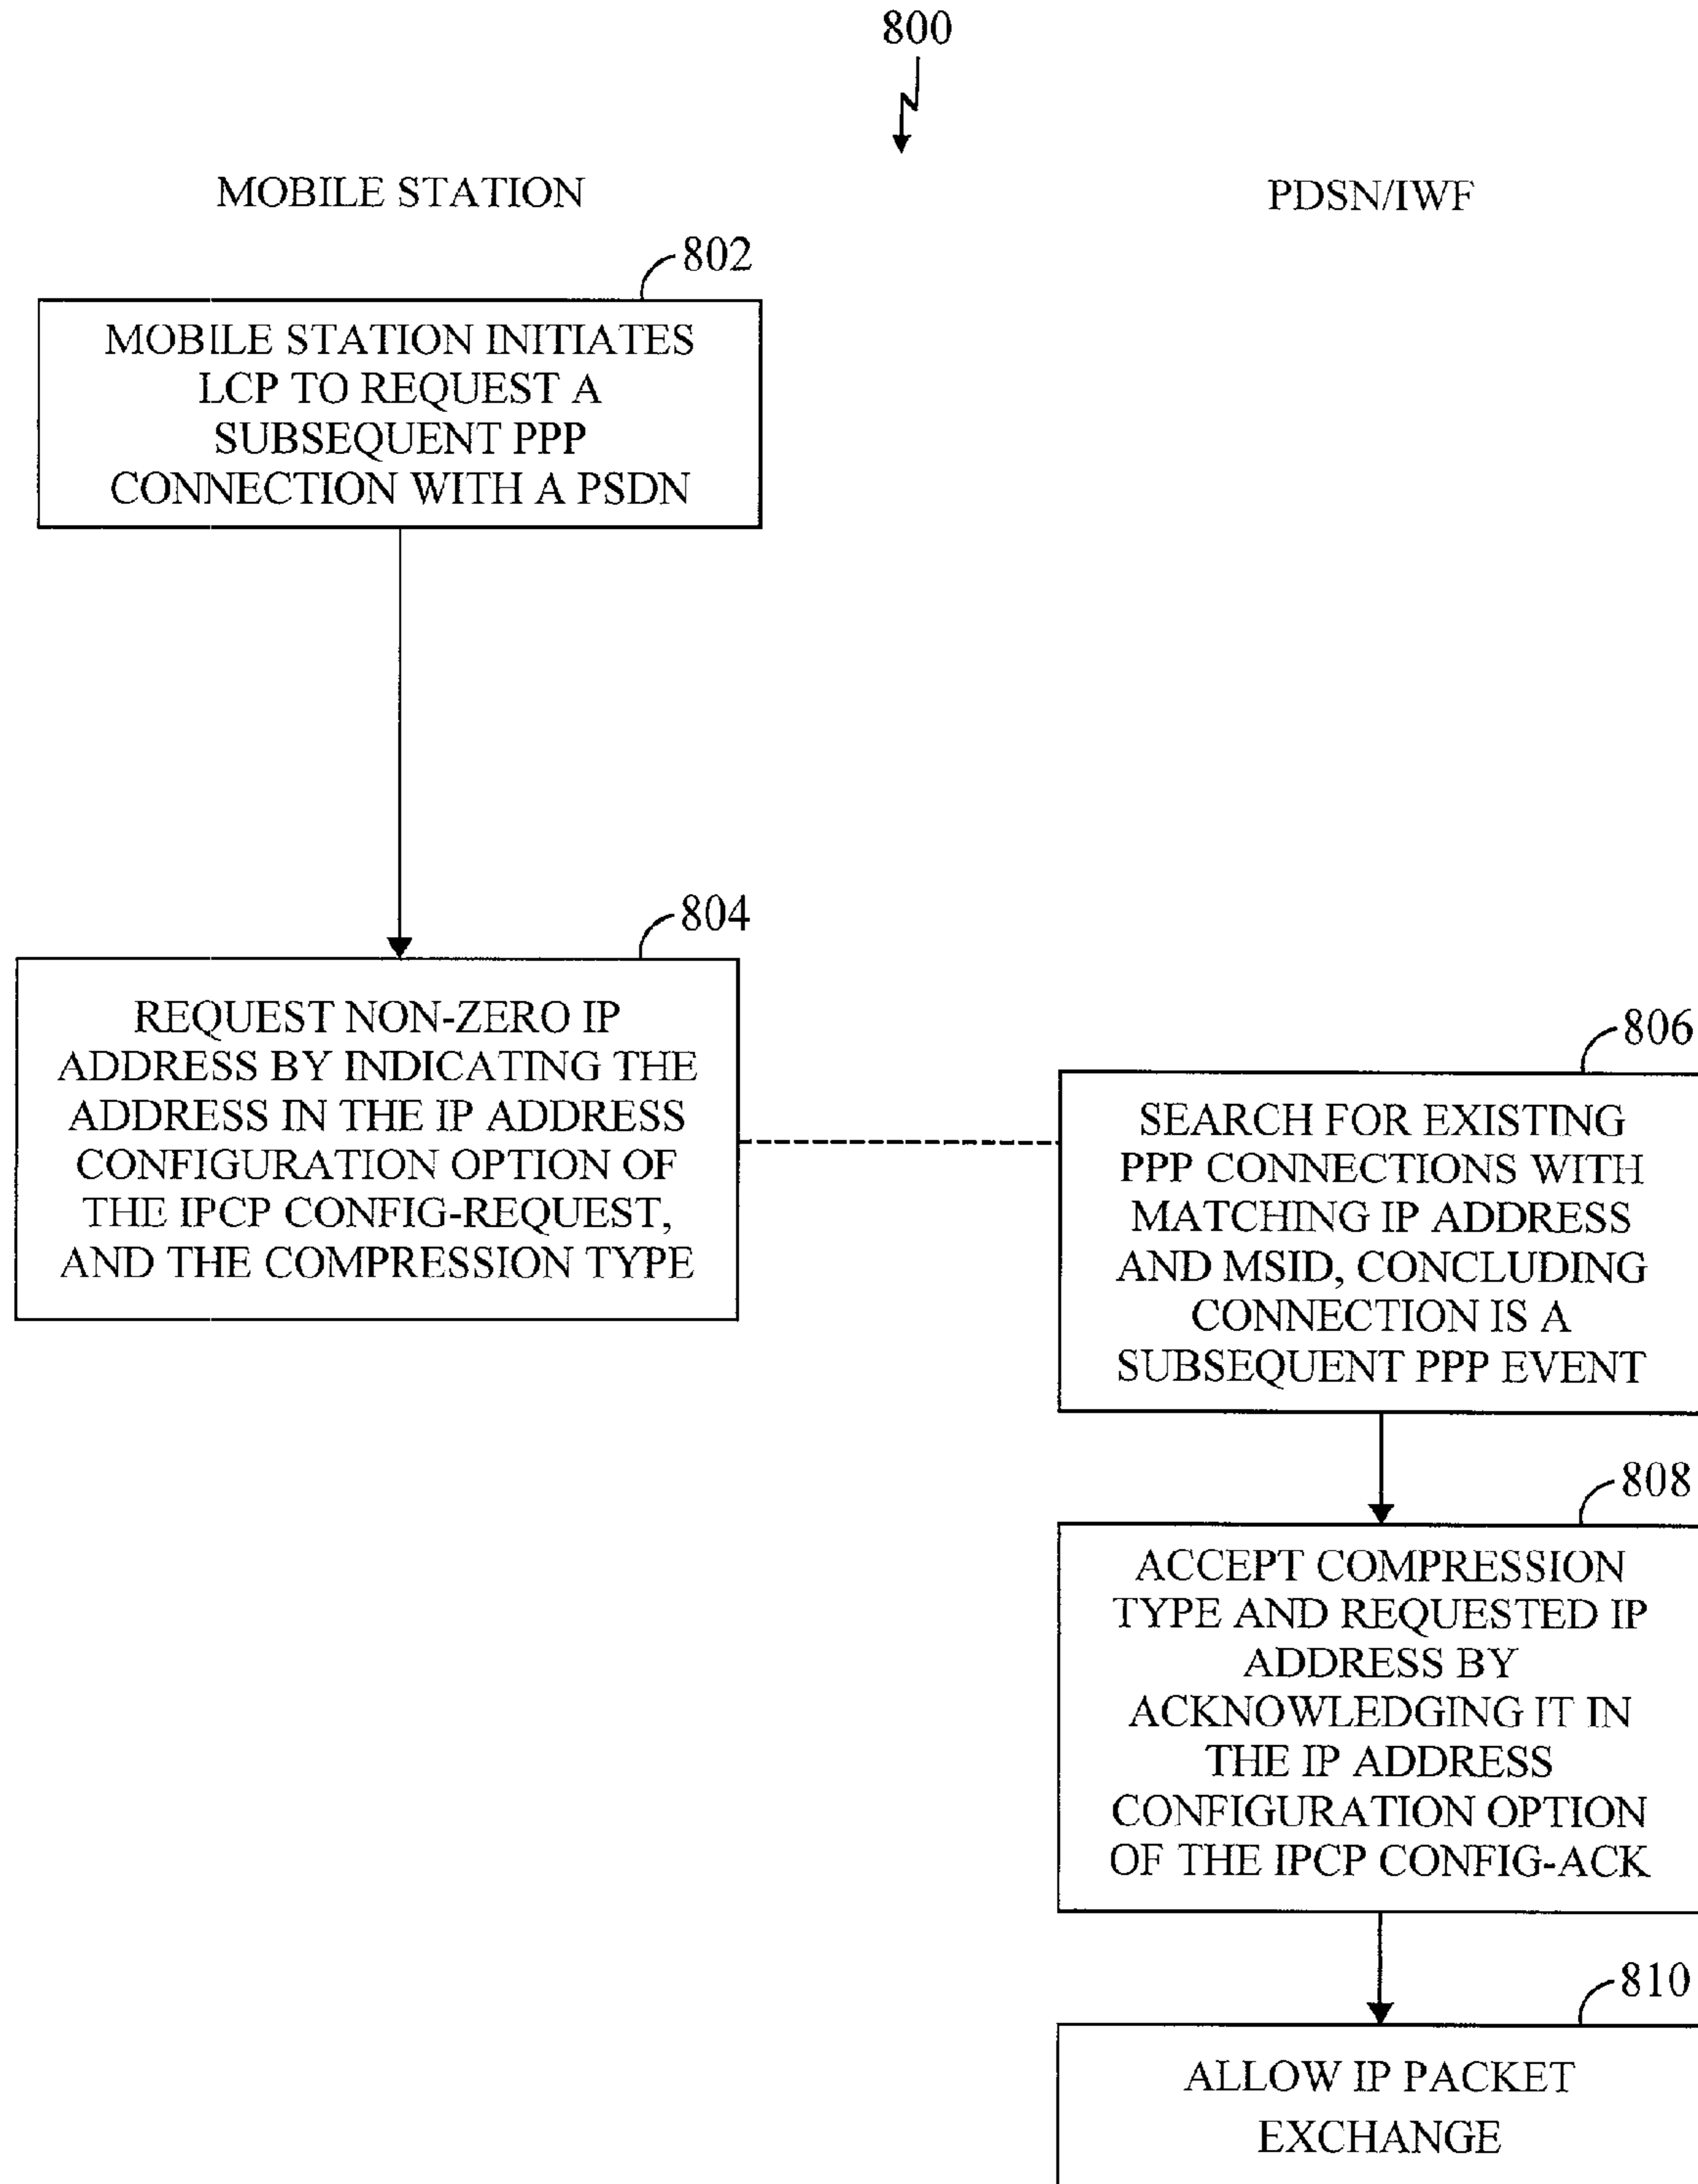 800
MOBILE STATION
PDSN/IWF
802
MOBILE STATION INITIATES
LCP TO REQUEST A
SUBSEQUENT PPP
CONNECTION WITH A PSDN
804
REQUEST NON-ZERO IP
ADDRESS BY INDICATING THE
ADDRESS IN THE IP ADDRESS
CONFIGURATION OPTION OF
THE IPCP CONFIG-REQUEST,
AND THE COMPRESSION TYPE
806
SEARCH FOR EXISTING
PPP CONNECTIONS WITH
MATCHING IP ADDRESS
AND MSID, CONCLUDING
CONNECTION IS A
SUBSEQUENT PPP EVENT
808
ACCEPT COMPRESSION
TYPE AND REQUESTED IP
ADDRESS BY
ACKNOWLEDGING IT IN
THE IP ADDRESS
CONFIGURATION OPTION
OF THE IPCP CONFIG-ACK
810
ALLOW IP PACKET
EXCHANGE